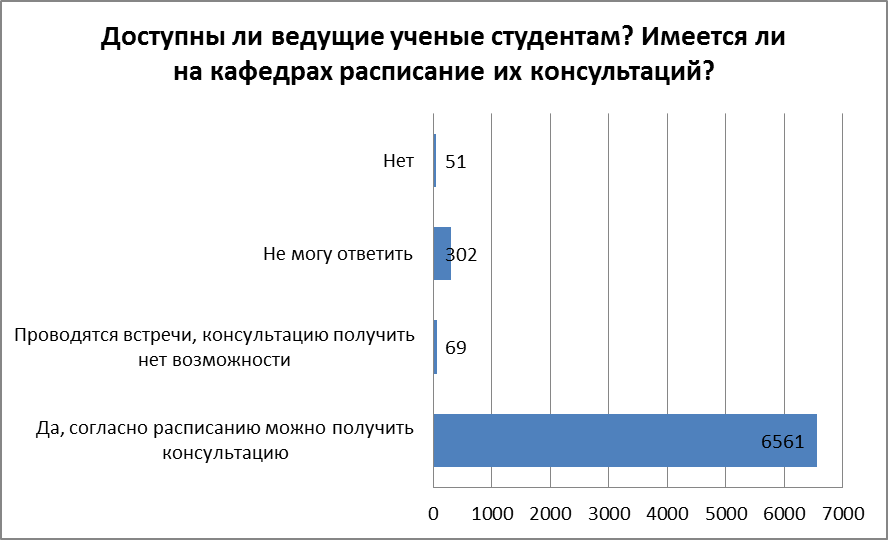 Доступны ли ведущие ученые студентам? Имеется ли
на кафедрах расписание их консультаций?
Нет
51
Не могу ответить
302
Проводятся встречи, консультацию получить
нет возможности
69
Да, согласно расписанию можно получить
консультацию
6561
0 1000 2000 3000 4000 5000 6000 7000